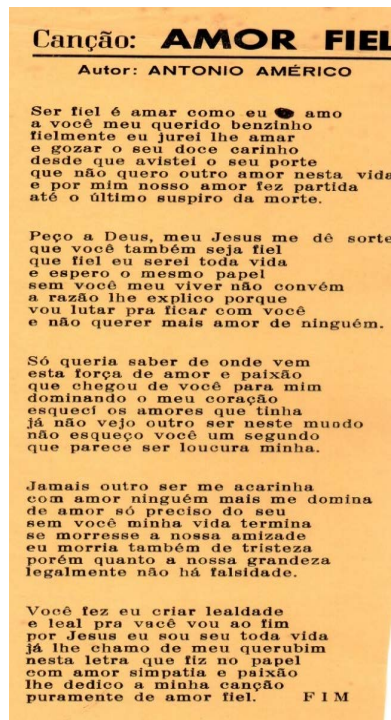 Canção: AMOR FIEL
Autor: ANTONIO AMÉRICO
Ser fiel é amar como eu amo
a você meu querido benzinho
fielmente eu jurei lhe amar
e gozar o seu doce carinho
desde que avistei o seu porte
que não quero outro amor nesta vida
e por mim nosso amor fez partida
até o último suspiro da morte.
Peço a Deus, meu Jesus me dê sorte
que você também seja fiel
que fiel eu serei toda vida
e espero o mesmo papel
sem você meu viver não convém
a razão lhe explico porque
vou lutar pra ficar com você
e não querer mais amor de ninguém.
Só queria saber de onde vem
esta força de amor e paixão
que chegou de você para mim
dominando o meu coração
esquecí os amores que tinha
já não vejo outro ser neste muodo
não esqueço você um segundo
que parece ser loucura minha.
Jamais outro ser me acarinha
com amor ninguém mais me domina
de amor só preciso do seu
sem você minha vida termina
se morresse a nossa amizade
eu morria também de tristeza
porém quanto a nossa grandeza
legalmente não há falsidade.
Você fez eu criar lealdade
e leal pra vacê vou ao fim
por Jesus eu sou seu toda vida
já lhe chamo de meu querubim
nesta letra que fiz no papel
com amor simpatia e paixão
lhe dedico a minha canção
puramente de amor fiel. FIM